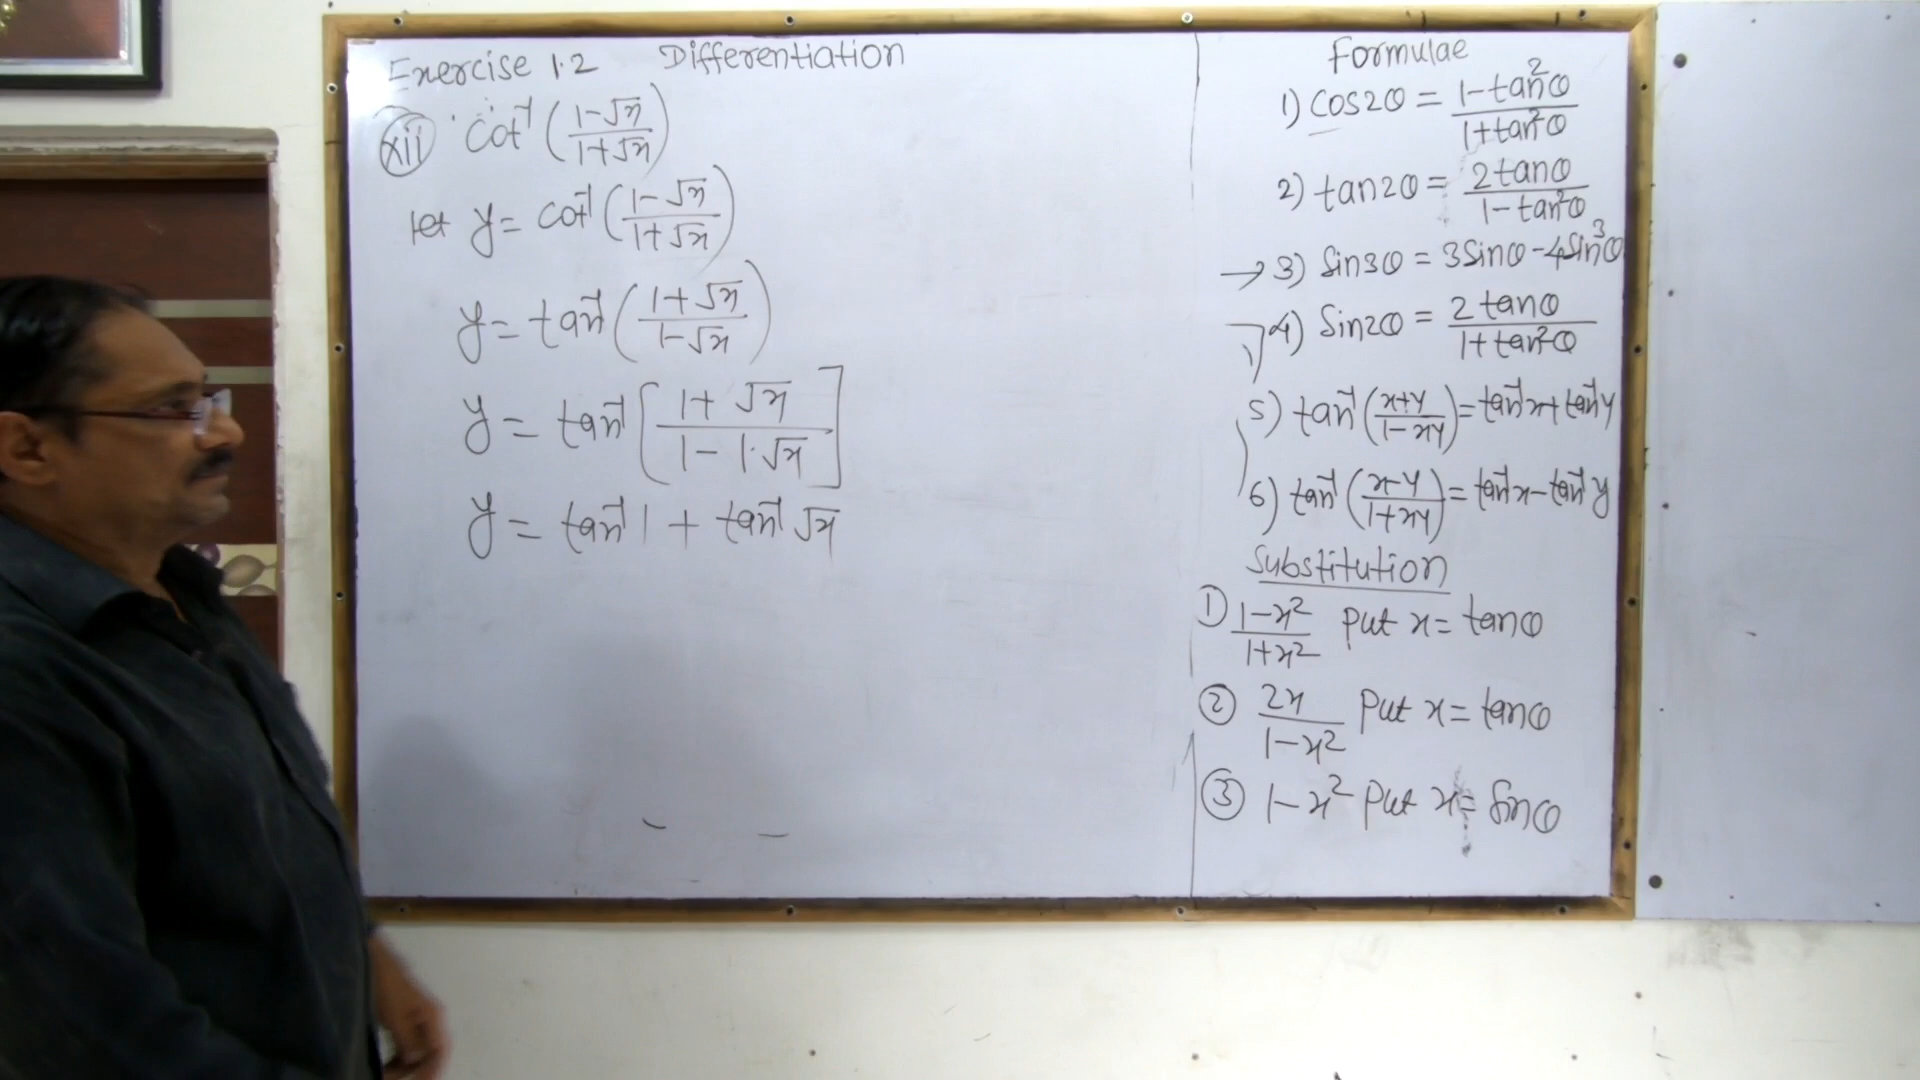 Exercise 1.2 Differentiation
(xii) cot⁻¹ (1-√x / 1+√x)
let y = cot⁻¹ (1-√x / 1+√x)
y = tan⁻¹ (1+√x / 1-√x)
y = tan⁻¹ [1+√x / 1-1·√x]
y = tan⁻¹ 1 + tan⁻¹ √x
Formulae
1) cos2θ = 1-tan²θ / 1+tan²θ
2) tan2θ = 2tanθ / 1-tan²θ
→ 3) Sin3θ = 3Sinθ-4Sin³θ
4) Sin2θ = 2tanθ / 1+tan²θ
5) tan⁻¹ (x+y / 1-xy) = tan⁻¹x+tan⁻¹y
6) tan⁻¹ (x-y / 1+xy) = tan⁻¹x-tan⁻¹y
Substitution
① 1-x² / 1+x² put x = tanθ
② 2x / 1-x² put x = tanθ
③ 1-x² put x = Sinθ